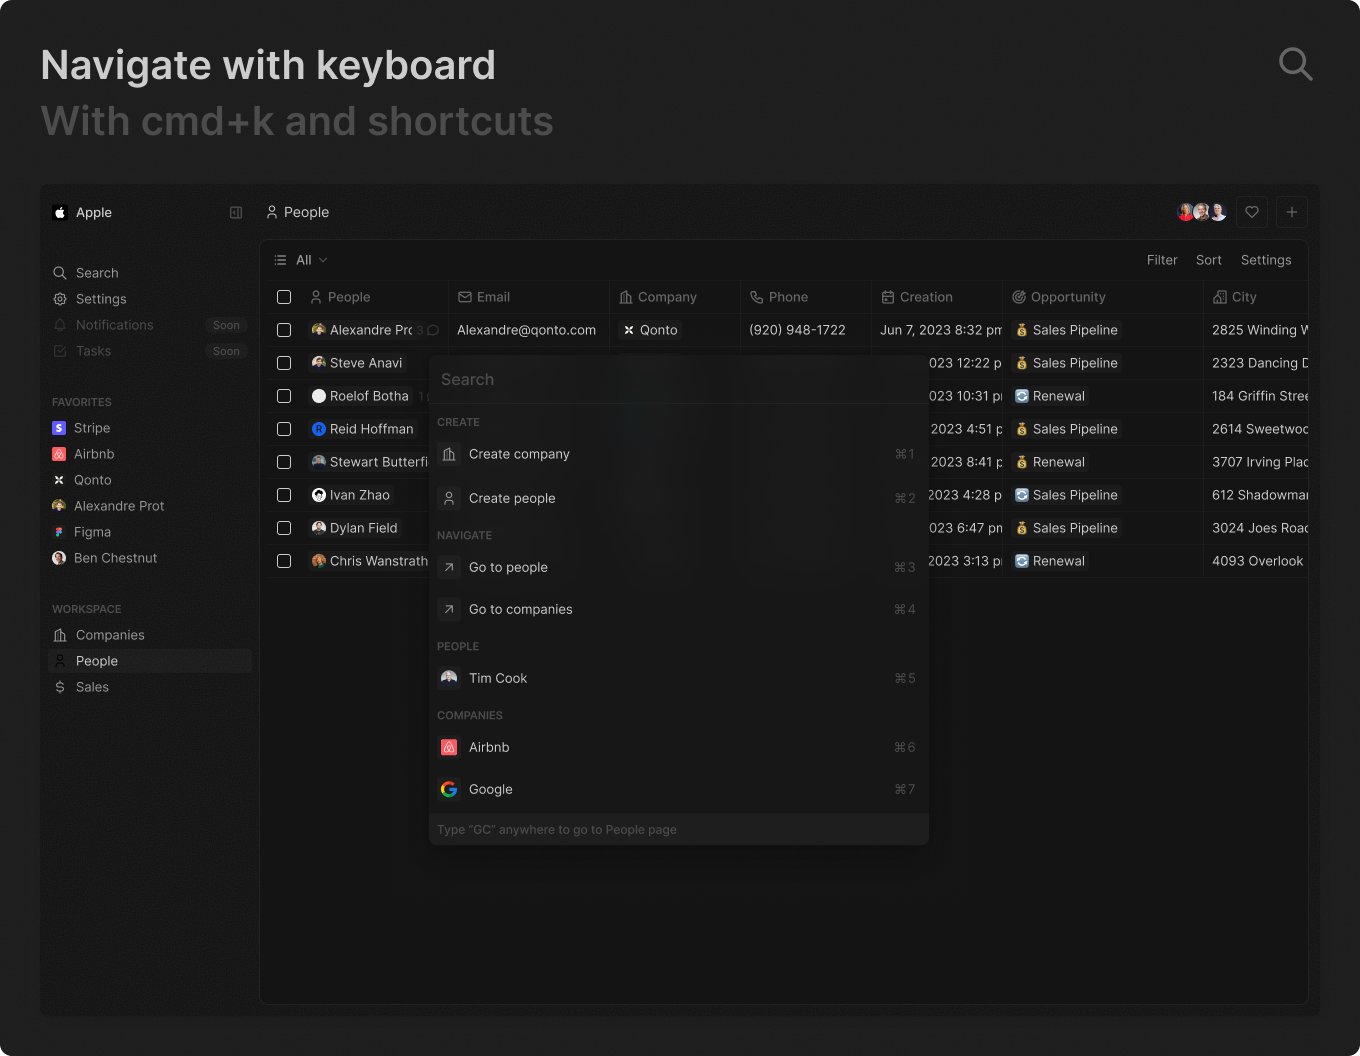 Navigate with keyboard
With cmd+k and shortcuts
Apple
People
Search
Settings
Notifications Soon
Tasks Soon
FAVORITES
Stripe
Airbnb
Qonto
Alexandre Prot
Figma
Ben Chestnut
WORKSPACE
Companies
People
Sales
All
Filter Sort Settings
People Email Company Phone Creation Opportunity City
Alexandre Pro 3 Alexandre@qonto.com Qonto (920) 948-1722 Jun 7, 2023 8:32 pm Sales Pipeline 2825 Winding W
Steve Anavi 023 12:22 p Sales Pipeline 2323 Dancing D
Roelof Botha 1 023 10:31 p Renewal 184 Griffin Stree
R Reid Hoffman 2023 4:51 p Sales Pipeline 2614 Sweetwoo
Stewart Butterfi 2023 8:41 p Renewal 3707 Irving Plac
Ivan Zhao 2023 4:28 p Sales Pipeline 612 Shadowmar
Dylan Field 023 6:47 pm Sales Pipeline 3024 Joes Road
Chris Wanstrath 2023 3:13 p Renewal 4093 Overlook
Search
CREATE
Create company ⌘1
Create people ⌘2
NAVIGATE
Go to people ⌘3
Go to companies ⌘4
PEOPLE
Tim Cook ⌘5
COMPANIES
Airbnb ⌘6
Google ⌘7
Type “GC” anywhere to go to People page